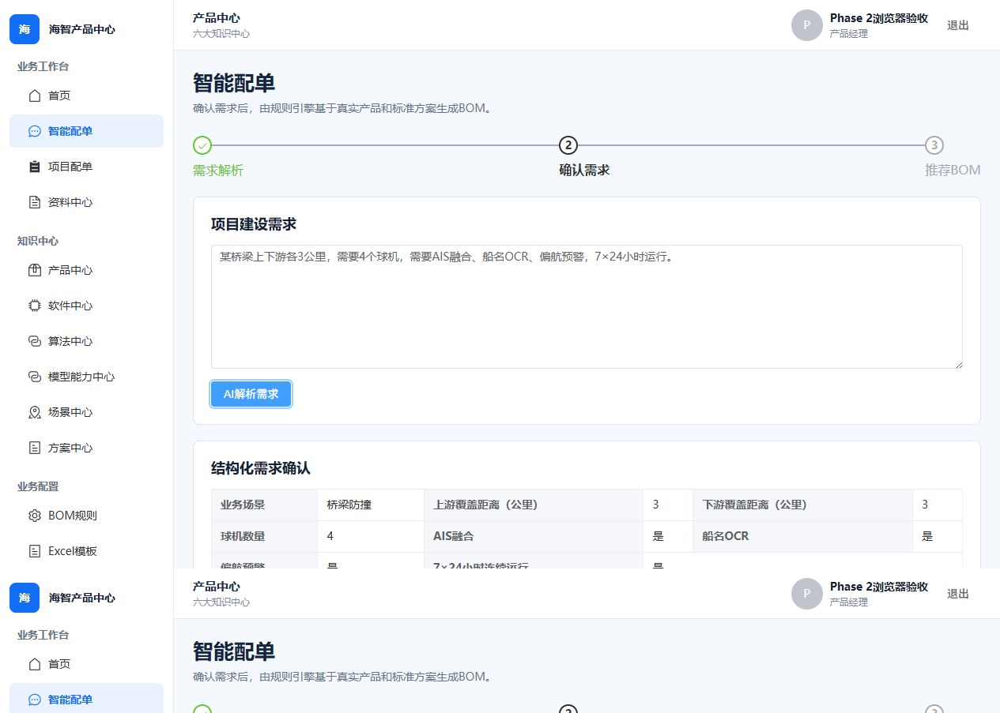 海 海智产品中心
业务工作台
首页
智能配单
项目配单
资料中心
知识中心
产品中心
软件中心
算法中心
模型能力中心
场景中心
方案中心
业务配置
BOM规则
Excel模板
产品中心
六大知识中心
P
Phase 2浏览器验收
产品经理
退出
智能配单
确认需求后，由规则引擎基于真实产品和标准方案生成BOM。
2 3
需求解析 确认需求 推荐BOM
项目建设需求
某桥梁上下游各3公里，需要4个球机，需要AIS融合、船名OCR、偏航预警，7×24小时运行。
AI解析需求
结构化需求确认
业务场景 桥梁防撞 上游覆盖距离（公里） 3 下游覆盖距离（公里） 3
球机数量 4 AIS融合 是 船名OCR 是
偏航预警 是 7×24小时连续运行 是
海 海智产品中心
业务工作台
首页
智能配单
产品中心
六大知识中心
P
Phase 2浏览器验收
产品经理
退出
智能配单
确认需求后，由规则引擎基于真实产品和标准方案生成BOM。
2 3